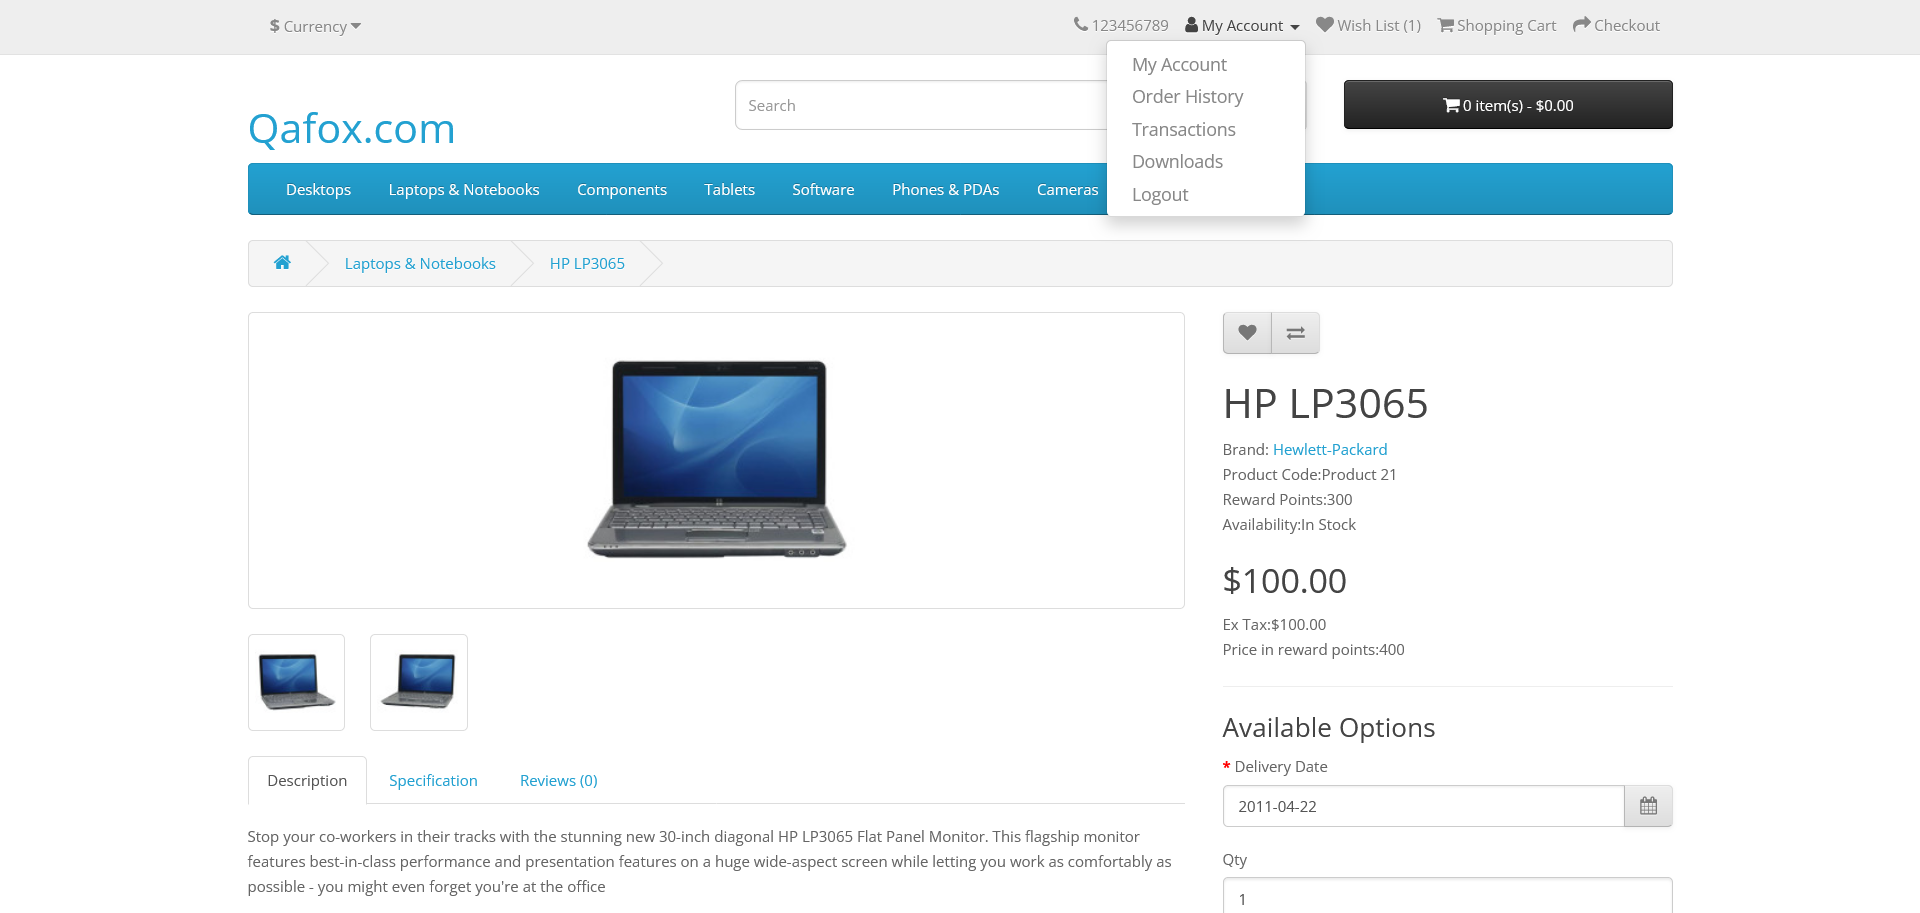 $ Currency
123456789 My Account Wish List (1) Shopping Cart Checkout
My Account
Order History
Transactions
Downloads
Logout
Qafox.com
Search
0 item(s) - $0.00
Desktops Laptops & Notebooks Components Tablets Software Phones & PDAs Cameras
Laptops & Notebooks HP LP3065
HP LP3065
Brand: Hewlett-Packard
Product Code:Product 21
Reward Points:300
Availability:In Stock
$100.00
Ex Tax:$100.00
Price in reward points:400
Available Options
* Delivery Date
2011-04-22
Qty
1
Description Specification Reviews (0)
Stop your co-workers in their tracks with the stunning new 30-inch diagonal HP LP3065 Flat Panel Monitor. This flagship monitor
features best-in-class performance and presentation features on a huge wide-aspect screen while letting you work as comfortably as
possible - you might even forget you're at the office